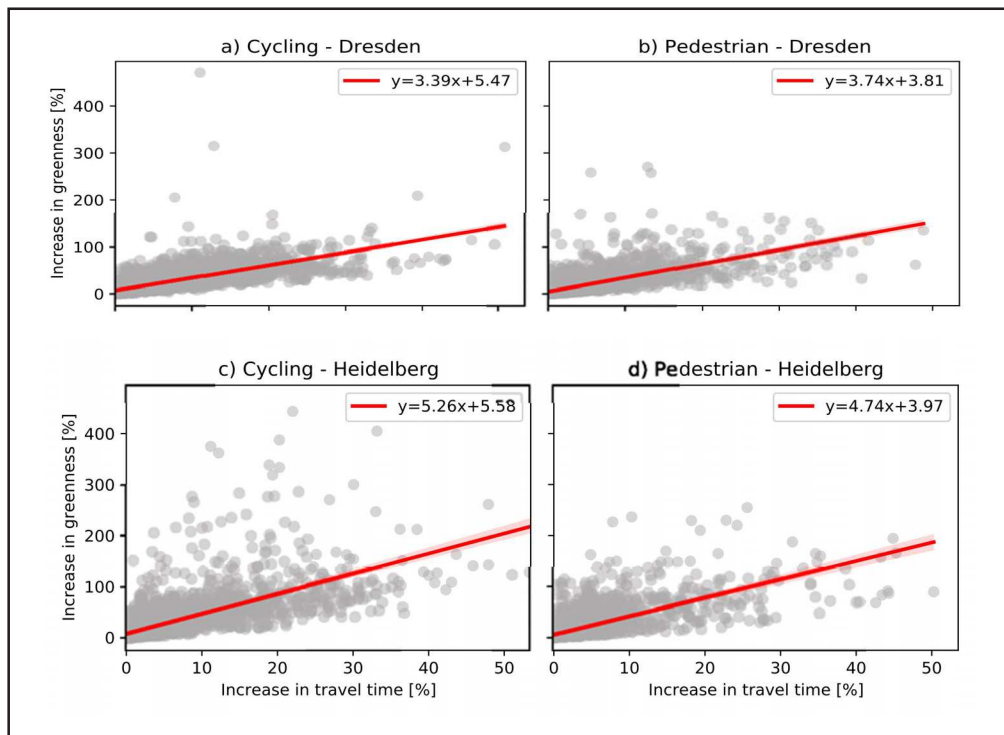 a) Cycling - Dresden
b) Pedestrian - Dresden
y=3.39x+5.47
y=3.74x+3.81
Increase in greenness [%]
400
300
200
100
0
c) Cycling - Heidelberg
d) Pedestrian - Heidelberg
y=5.26x+5.58
y=4.74x+3.97
Increase in greenness [%]
400
300
200
100
0
0 10 20 30 40 50
0 10 20 30 40 50
Increase in travel time [%]
Increase in travel time [%]